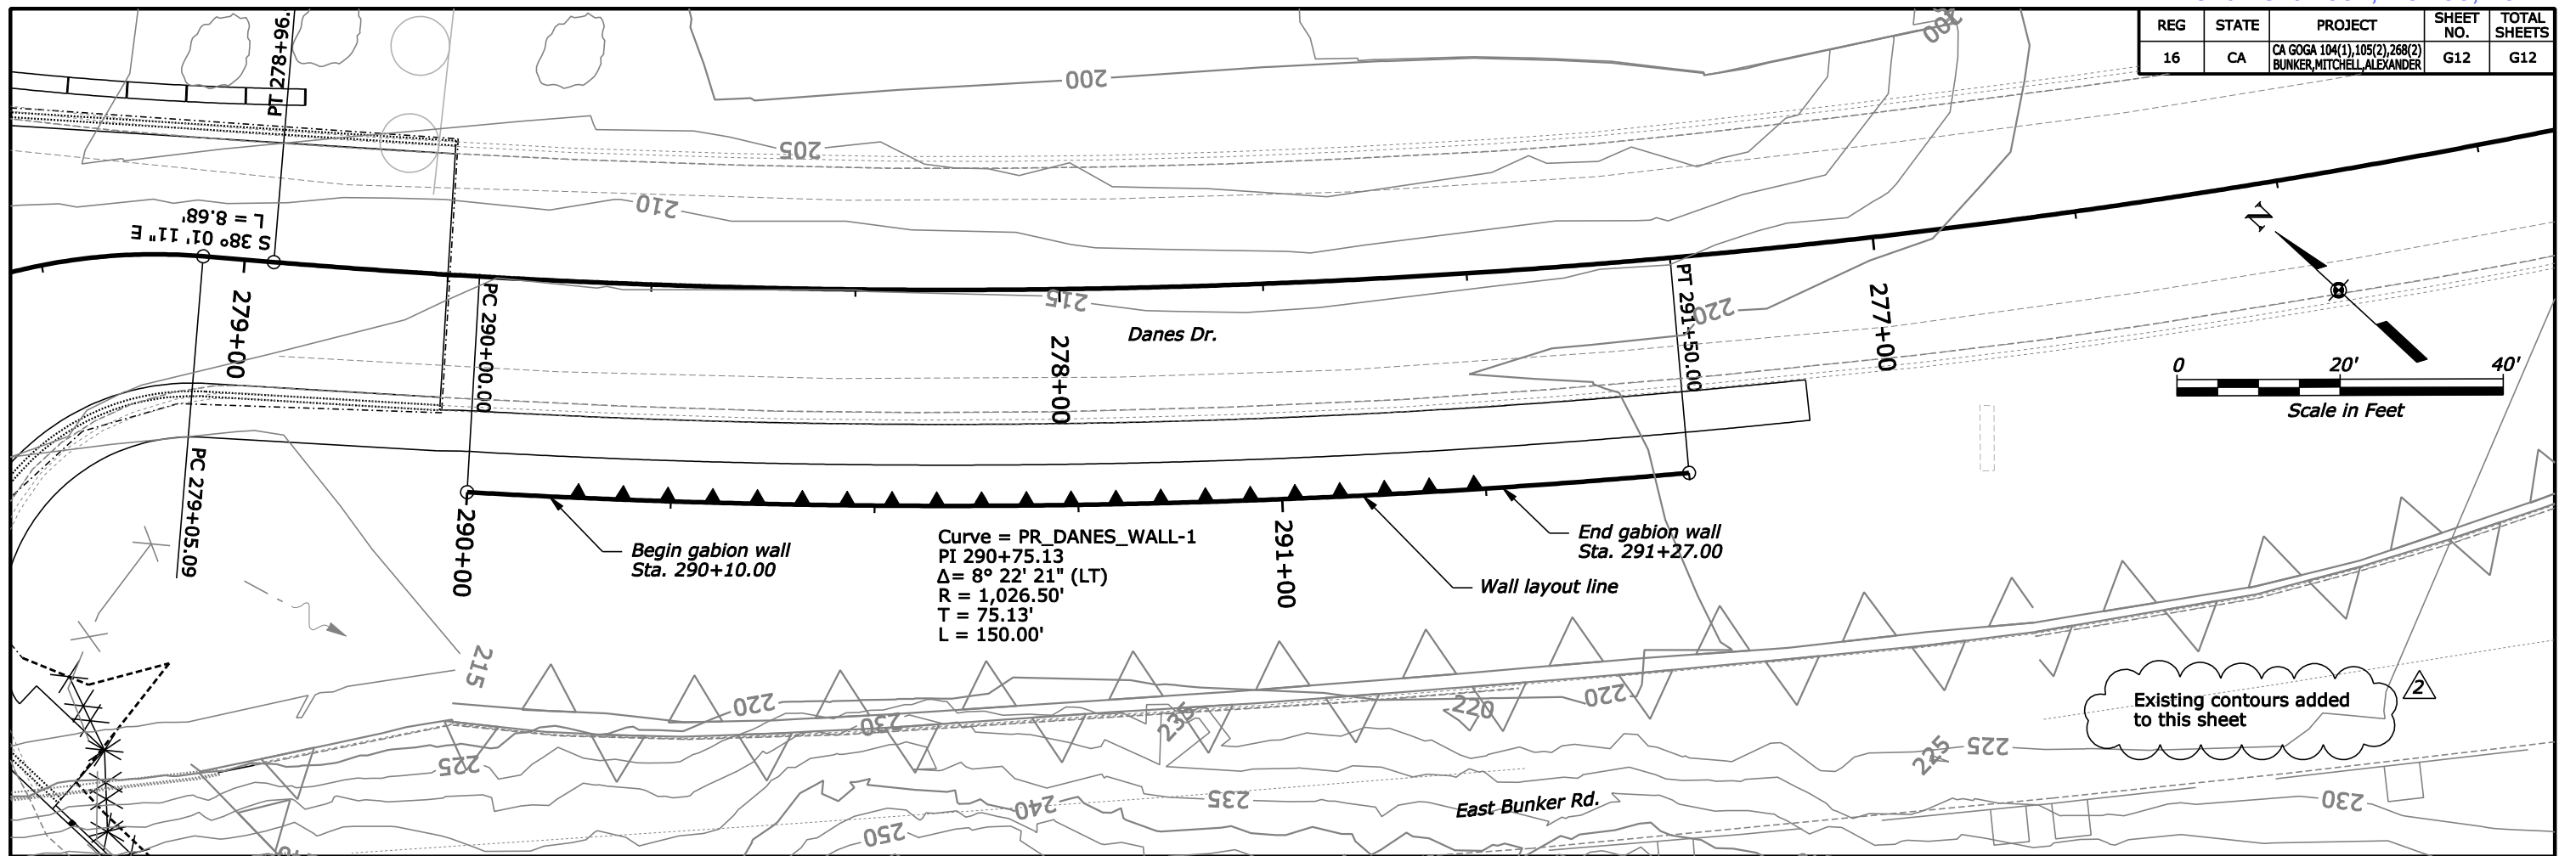 REG STATE PROJECT SHEET NO. TOTAL SHEETS
16 CA CA GOGA 104(1),105(2),268(2) BUNKER,MITCHELL,ALEXANDER G12 G12
PT 278+96.
200
200
205
210
S 38° 01' 11" E
L = 8.68'
279+00
PC 290+00.00
215
278+00
Danes Dr.
PT 291+50.00
220
277+00
N
0 20' 40'
Scale in Feet
PC 279+05.09
290+00
Begin gabion wall
Sta. 290+10.00
Curve = PR_DANES_WALL-1
PI 290+75.13
Δ= 8° 22' 21" (LT)
R = 1,026.50'
T = 75.13'
L = 150.00'
291+00
End gabion wall
Sta. 291+27.00
Wall layout line
215
220
230
235
220
220
225
225
225
Existing contours added
to this sheet
2
240
235
East Bunker Rd.
230
250